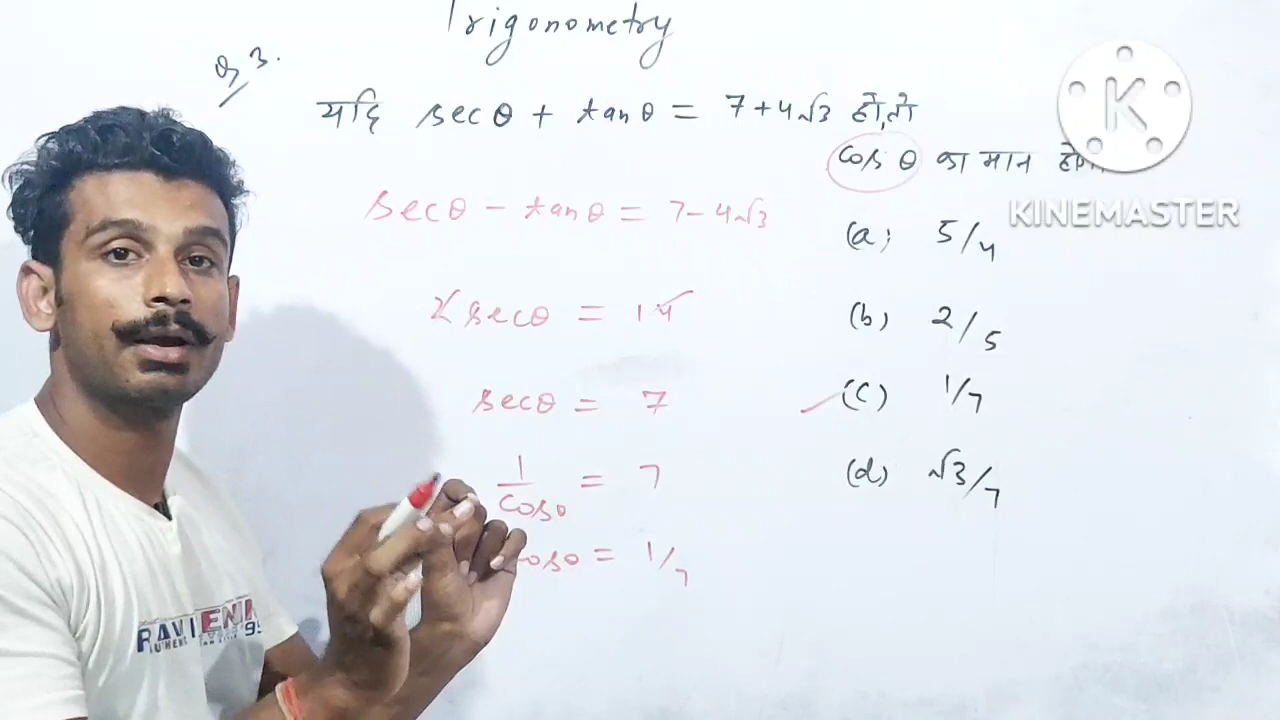 Trigonometry
Q 3.
यदि secθ + tanθ = 7+4√3 हो, तो
cosθ का मान
secθ - tanθ = 7-4√3
2secθ = 14
secθ = 7
1/cosθ = 7
cosθ = 1/7
(a) 5/4
(b) 2/5
(c) 1/7
(d) √3/7
K
KINEMASTER
RAVI